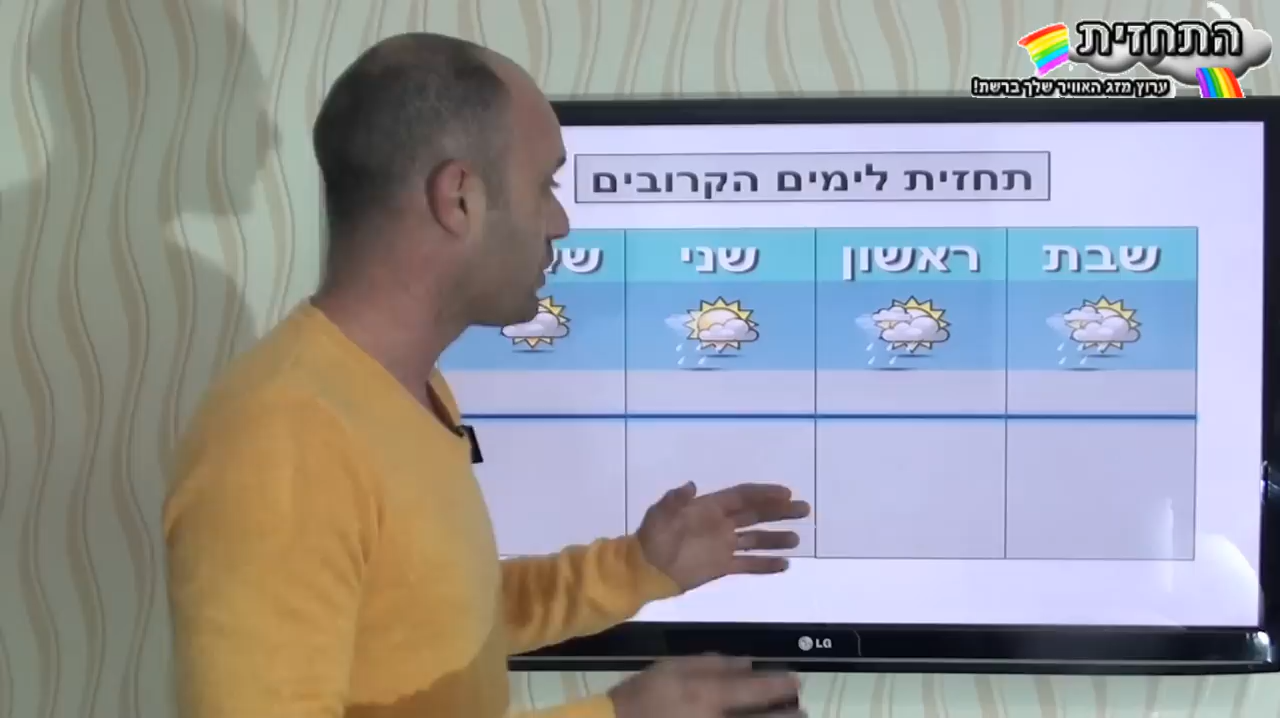 התחזית
ערוץ מזג האוויר שלך ברשת!
תחזית לימים הקרובים
שבת
ראשון
שני
LG